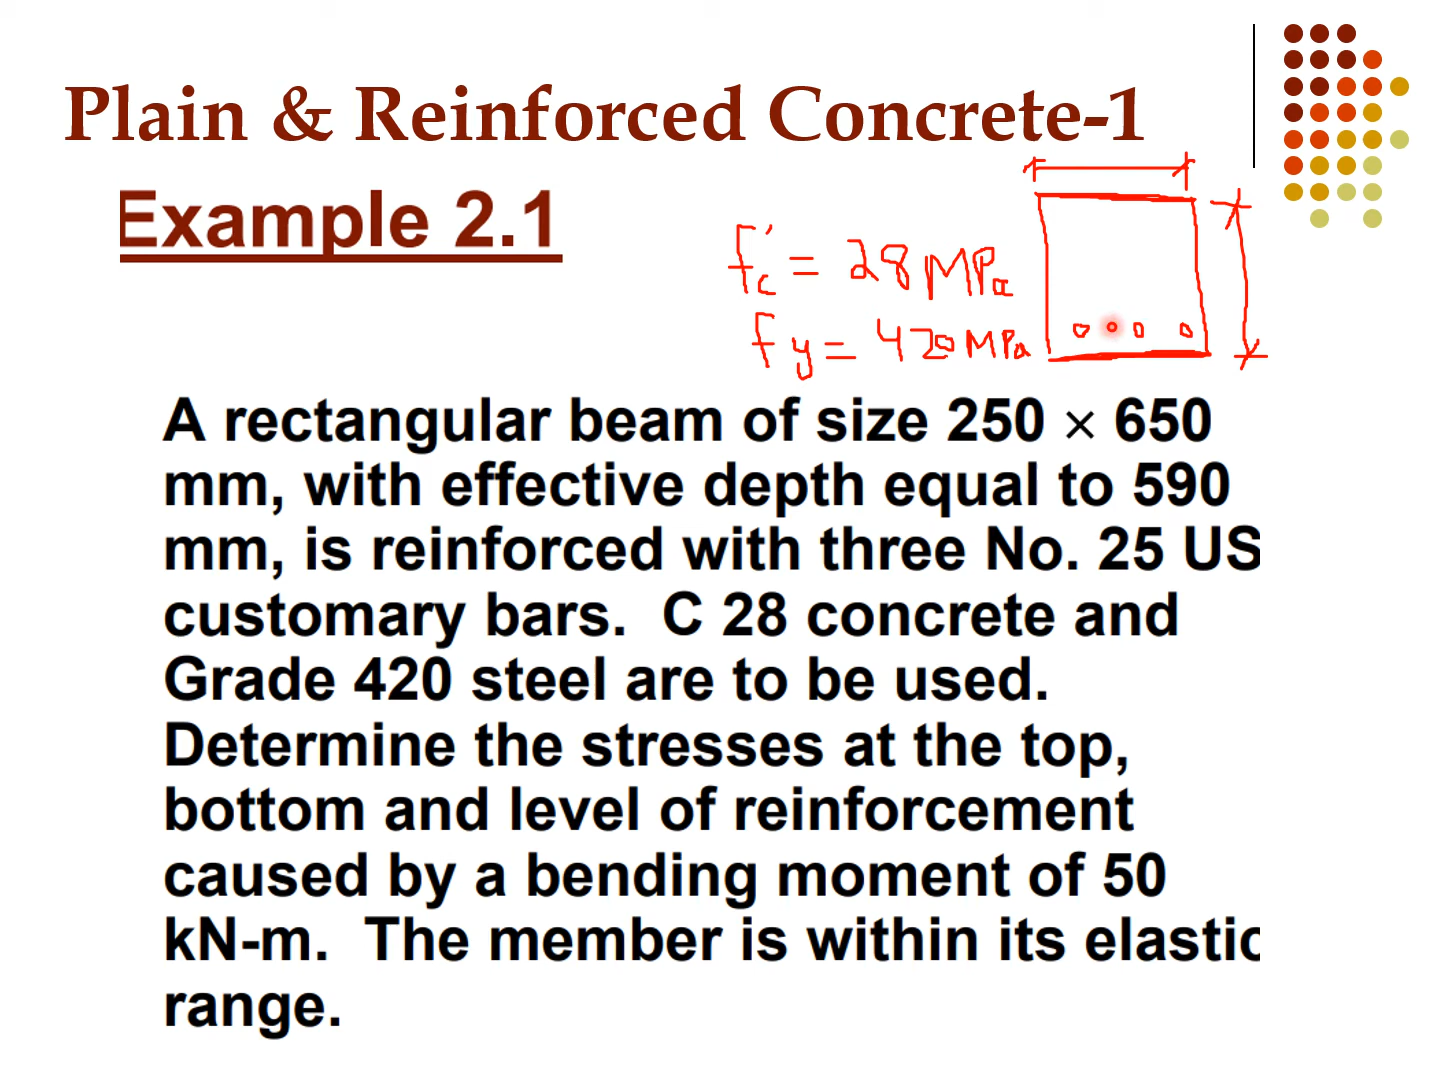 Plain & Reinforced Concrete-1
Example 2.1
fc' = 28 MPa
fy = 420 MPa
A rectangular beam of size 250 × 650
mm, with effective depth equal to 590
mm, is reinforced with three No. 25 US
customary bars.  C 28 concrete and
Grade 420 steel are to be used.
Determine the stresses at the top,
bottom and level of reinforcement
caused by a bending moment of 50
kN-m.  The member is within its elastic
range.